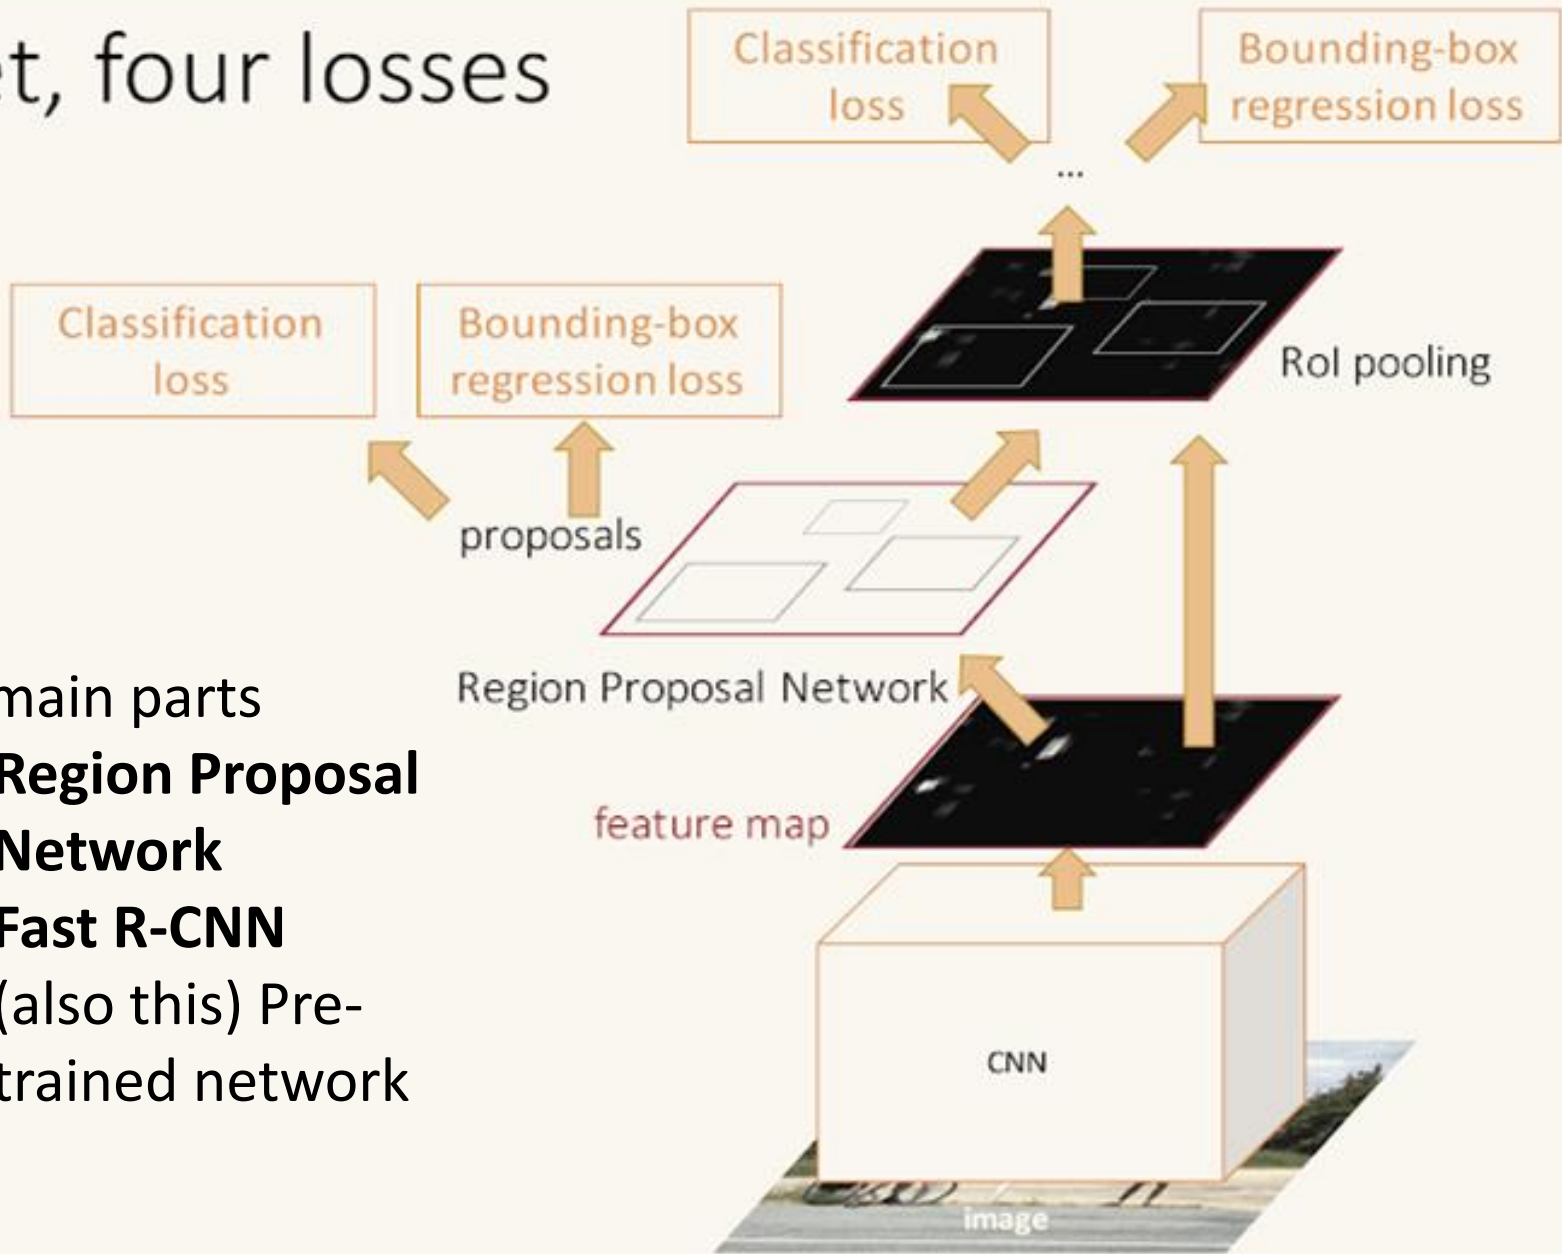 et, four losses
Classification
loss
Bounding-box
regression loss
...
Classification
loss
Bounding-box
regression loss
RoI pooling
proposals
Region Proposal Network
main parts
Region Proposal
Network
Fast R-CNN
(also this) Pre-
trained network
feature map
CNN
image